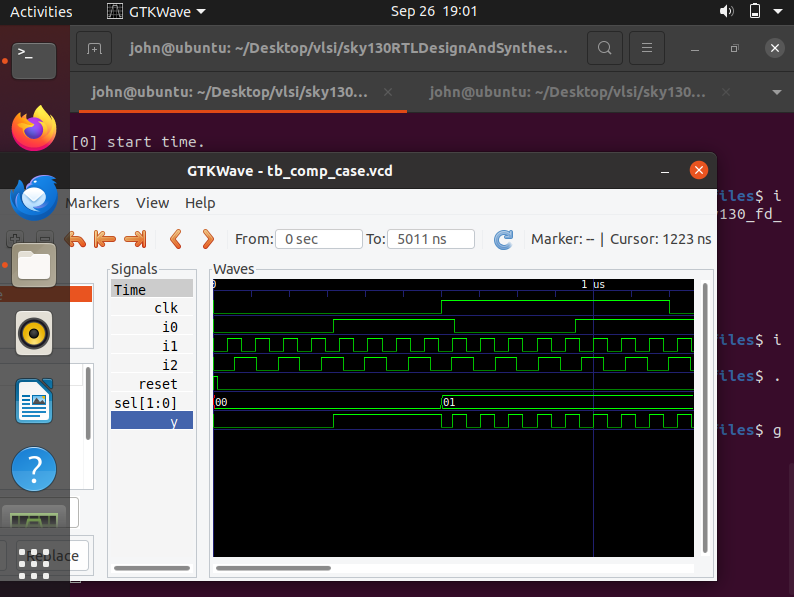 Activities GTKWave Sep 26 19:01
john@ubuntu: ~/Desktop/vlsi/sky130RTLDesignAndSynthes...
john@ubuntu: ~/Desktop/vlsi/sky130... john@ubuntu: ~/Desktop/vlsi/sky130...
[0] start time.
GTKWave - tb_comp_case.vcd
iles$ i
Markers View Help
130_fd_
From: 0 sec To: 5011 ns Marker: -- | Cursor: 1223 ns
Signals Waves
Time 0 1 us
clk
i0
i1
iles$ i
i2
reset
iles$ .
sel[1:0] 00 01
y
iles$ g
Replace